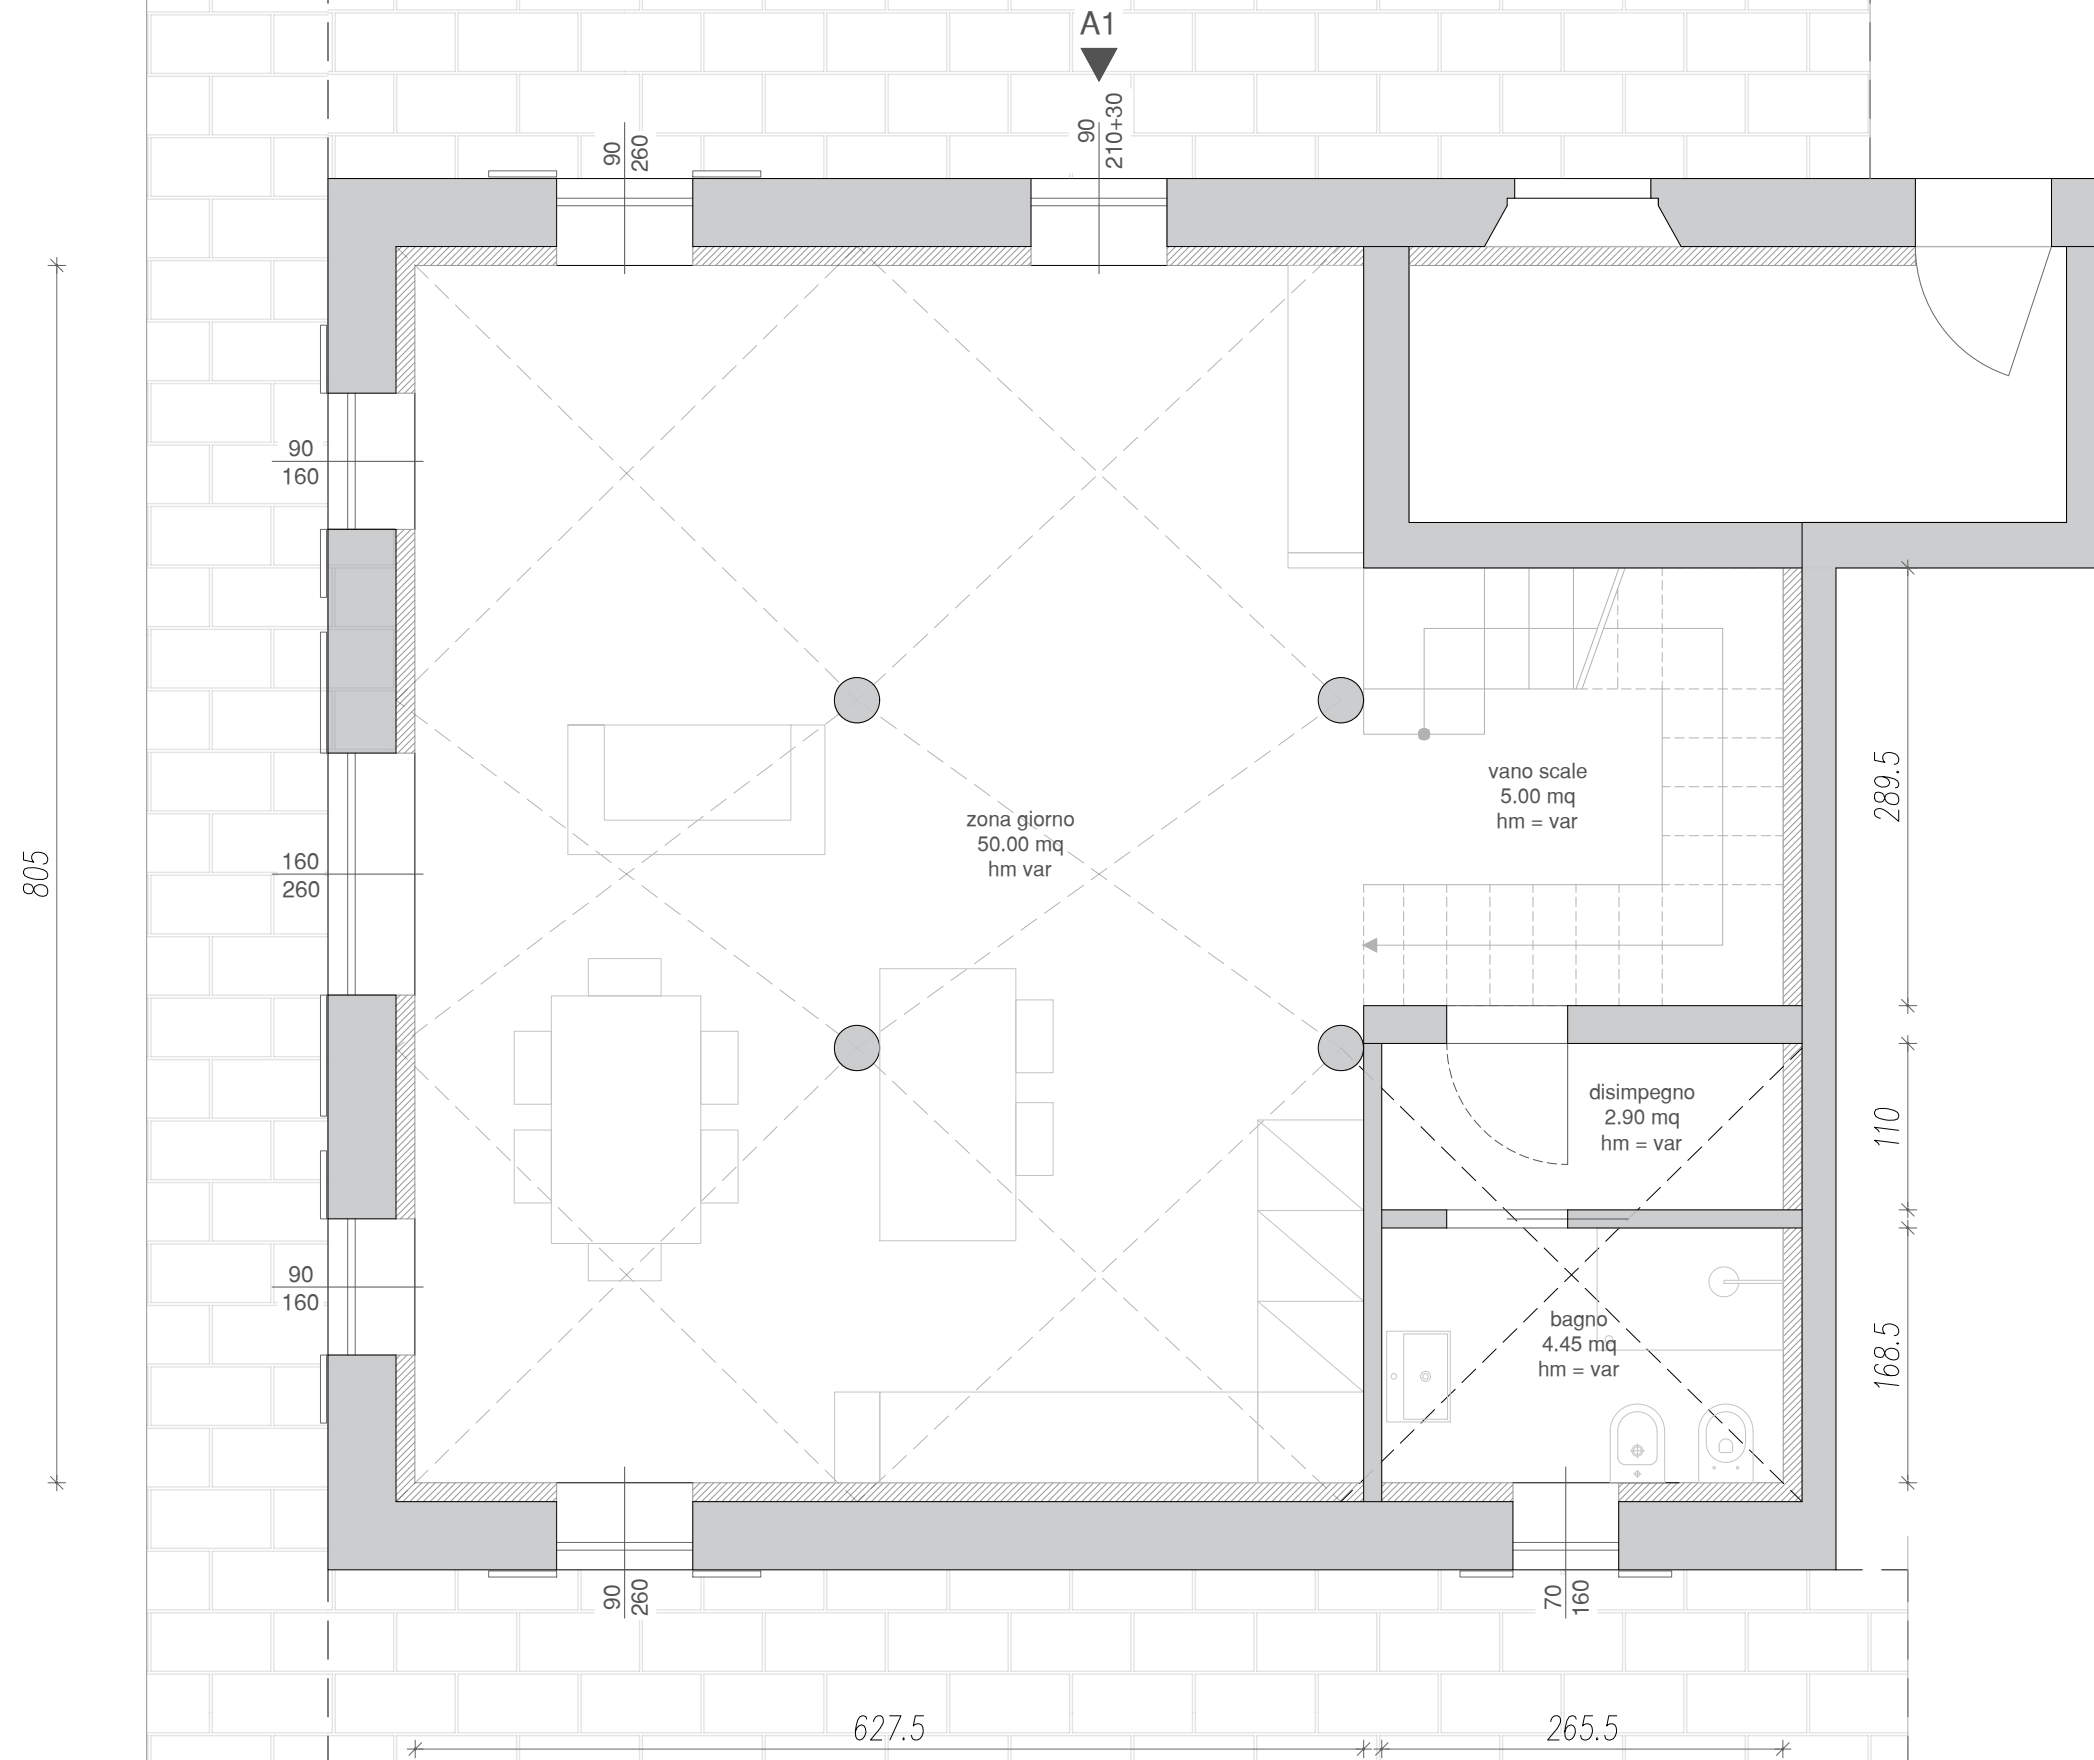 A1
90
260
90
210+30
90
160
160
260
90
160
805
zona giorno
50.00 mq
hm var
vano scale
5.00 mq
hm = var
289.5
disimpegno
2.90 mq
hm = var
110
bagno
4.45 mq
hm = var
168.5
90
260
70
160
627.5
265.5